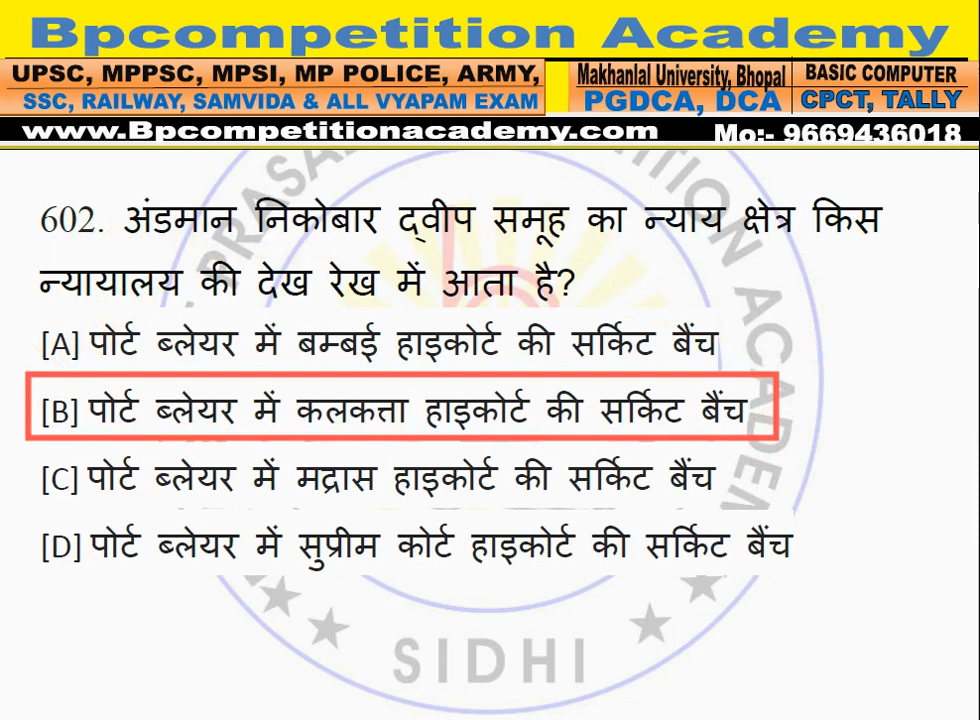 Bpcompetition Academy
UPSC, MPPSC, MPSI, MP POLICE, ARMY,
SSC, RAILWAY, SAMVIDA & ALL VYAPAM EXAM
Makhanlal University, Bhopal
PGDCA, DCA
BASIC COMPUTER
CPCT, TALLY
www.Bpcompetitionacademy.com Mo:- 9669436018
602. अंडमान निकोबार द्वीप समूह का न्याय क्षेत्र किस
न्यायालय की देख रेख में आता है?
[A] पोर्ट ब्लेयर में बम्बई हाइकोर्ट की सर्किट बैंच
[B] पोर्ट ब्लेयर में कलकत्ता हाइकोर्ट की सर्किट बैंच
[C] पोर्ट ब्लेयर में मद्रास हाइकोर्ट की सर्किट बैंच
[D] पोर्ट ब्लेयर में सुप्रीम कोर्ट हाइकोर्ट की सर्किट बैंच
SIDHI